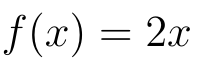 f(x) = 2x